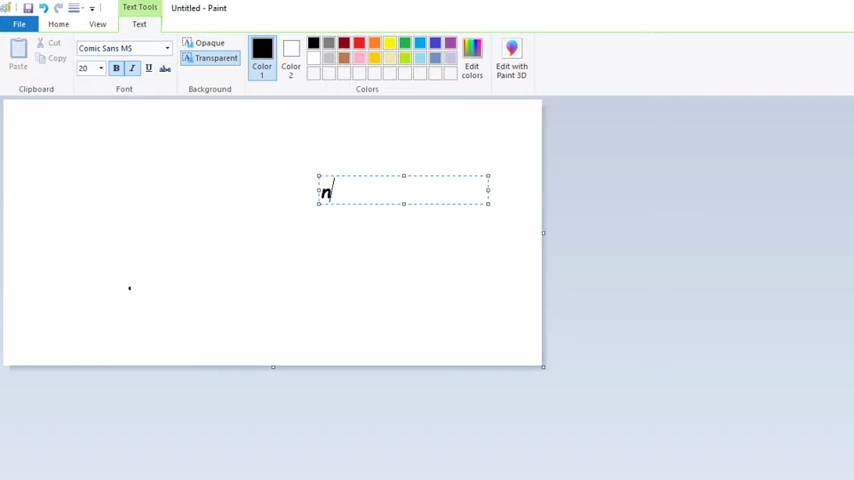 Text Tools
Untitled - Paint
File
Home
View
Text
Paste
Cut
Copy
Clipboard
Comic Sans MS
20
B
I
U
abc
Font
A Opaque
A Transparent
Background
Color 1
Color 2
Edit colors
Colors
Edit with Paint 3D
n